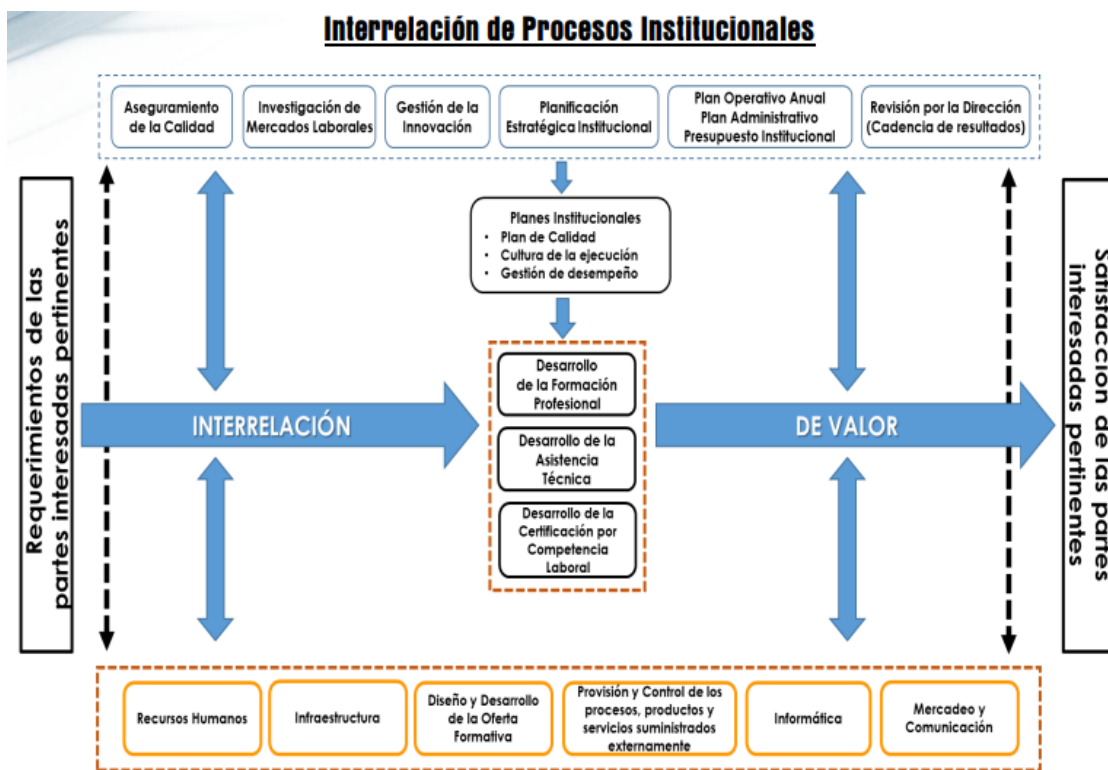 Interrelación de Procesos Institucionales
Aseguramiento
de la Calidad
Investigación de
Mercados Laborales
Gestión de la
Innovación
Planificación
Estratégica Institucional
Plan Operativo Anual
Plan Administrativo
Presupuesto Institucional
Revisión por la Dirección
(Cadencia de resultados)
Requerimientos de las
partes interesadas pertinentes
Planes Institucionales
• Plan de Calidad
• Cultura de la ejecución
• Gestión de desempeño
INTERRELACIÓN
Desarrollo
de la Formación
Profesional
Desarrollo de la
Asistencia
Técnica
Desarrollo de la
Certificación por
Competencia
Laboral
DE VALOR
Satisfacción de las partes
interesadas pertinentes
Recursos Humanos
Infraestructura
Diseño y Desarrollo
de la Oferta
Formativa
Provisión y Control de los
procesos, productos y
servicios suministrados
externamente
Informática
Mercadeo y
Comunicación